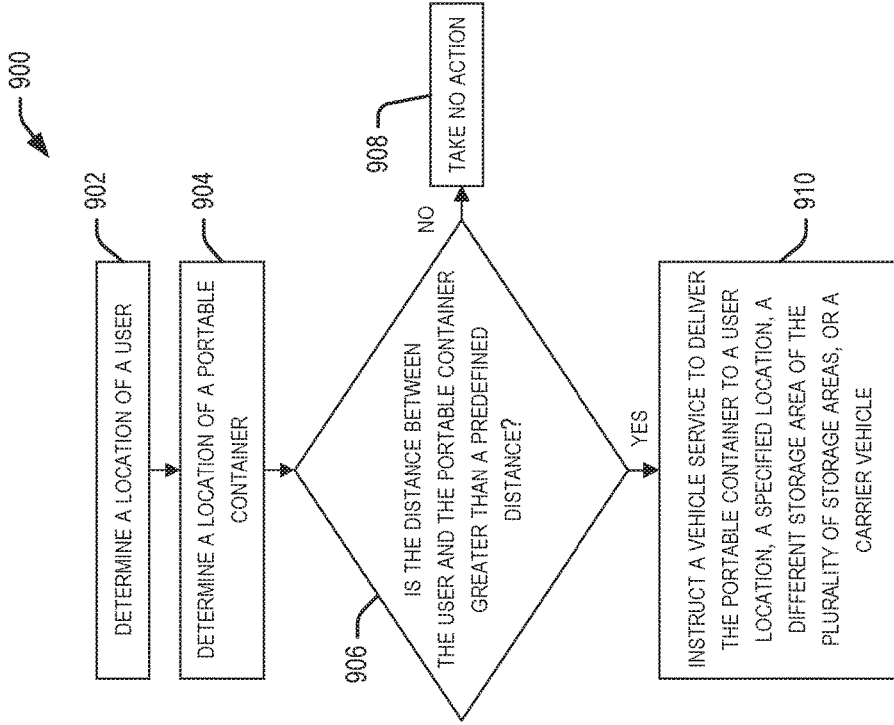 900
902
DETERMINE A LOCATION OF A USER
904
DETERMINE A LOCATION OF A PORTABLE
CONTAINER
906
IS THE DISTANCE BETWEEN
THE USER AND THE PORTABLE CONTAINER
GREATER THAN A PREDEFINED
DISTANCE?
NO
908
TAKE NO ACTION
YES
910
INSTRUCT A VEHICLE SERVICE TO DELIVER
THE PORTABLE CONTAINER TO A USER
LOCATION, A SPECIFIED LOCATION, A
DIFFERENT STORAGE AREA OF THE
PLURALITY OF STORAGE AREAS, OR A
CARRIER VEHICLE